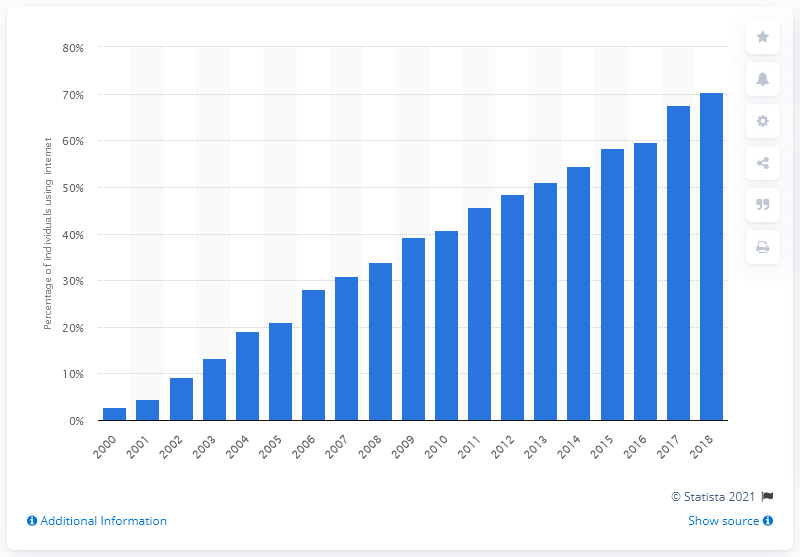 80%
70%
60%
50%
40%
30%
20%
10%
0%
Percentage of individuals using internet
2000 2001 2002 2003 2004 2005 2006 2007 2008 2009 2010 2011 2012 2013 2014 2015 2016 2017 2018
© Statista 2021
Additional Information
Show source